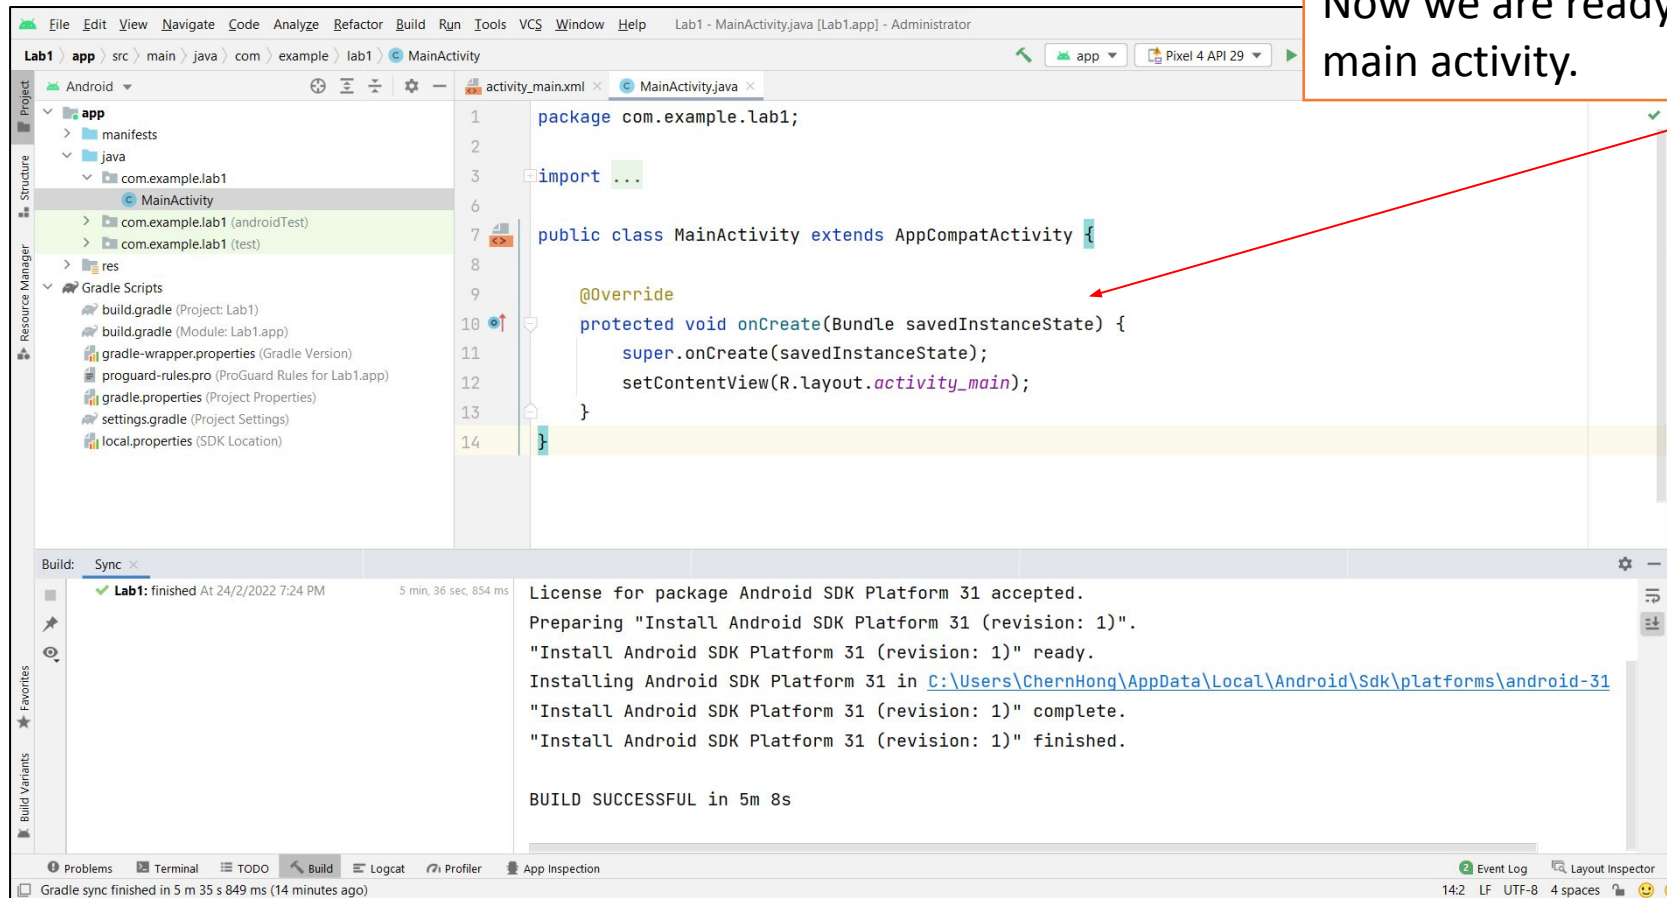 File Edit View Navigate Code Analyze Refactor Build Run Tools VCS Window Help Lab1 - MainActivity.java [Lab1.app] - Administrator
Now we are ready
main activity.
Lab1 app src main java com example lab1 MainActivity
app Pixel 4 API 29
Project
Structure
Resource Manager
Favorites
Build Variants
Android
app
manifests
java
com.example.lab1
MainActivity
com.example.lab1 (androidTest)
com.example.lab1 (test)
res
Gradle Scripts
build.gradle (Project: Lab1)
build.gradle (Module: Lab1.app)
gradle-wrapper.properties (Gradle Version)
proguard-rules.pro (ProGuard Rules for Lab1.app)
gradle.properties (Project Properties)
settings.gradle (Project Settings)
local.properties (SDK Location)
activity_main.xml MainActivity.java
1 package com.example.lab1;
2
3 import ...
6
7 public class MainActivity extends AppCompatActivity {
8
9 @Override
10 protected void onCreate(Bundle savedInstanceState) {
11 super.onCreate(savedInstanceState);
12 setContentView(R.layout.activity_main);
13 }
14 }
Build: Sync
Lab1: finished At 24/2/2022 7:24 PM 5 min, 36 sec, 854 ms
License for package Android SDK Platform 31 accepted.
Preparing "Install Android SDK Platform 31 (revision: 1)".
"Install Android SDK Platform 31 (revision: 1)" ready.
Installing Android SDK Platform 31 in C:\Users\ChernHong\AppData\Local\Android\Sdk\platforms\android-31
"Install Android SDK Platform 31 (revision: 1)" complete.
"Install Android SDK Platform 31 (revision: 1)" finished.
BUILD SUCCESSFUL in 5m 8s
Problems Terminal TODO Build Logcat Profiler App Inspection 2 Event Log Layout Inspector
Gradle sync finished in 5 m 35 s 849 ms (14 minutes ago) 14:2 LF UTF-8 4 spaces